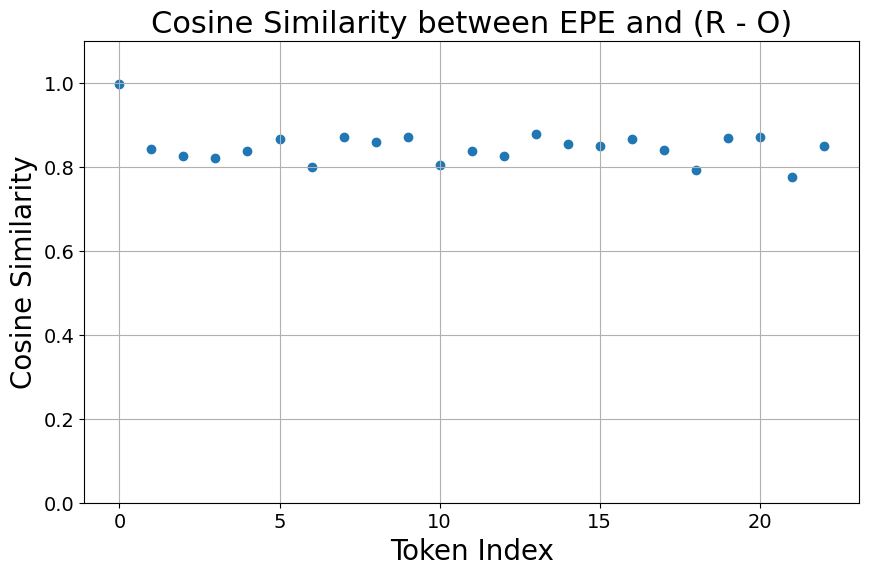 Cosine Similarity between EPE and (R - O)
1.0
0.8
0.6
0.4
0.2
0.0
Cosine Similarity
0 5 10 15 20
Token Index